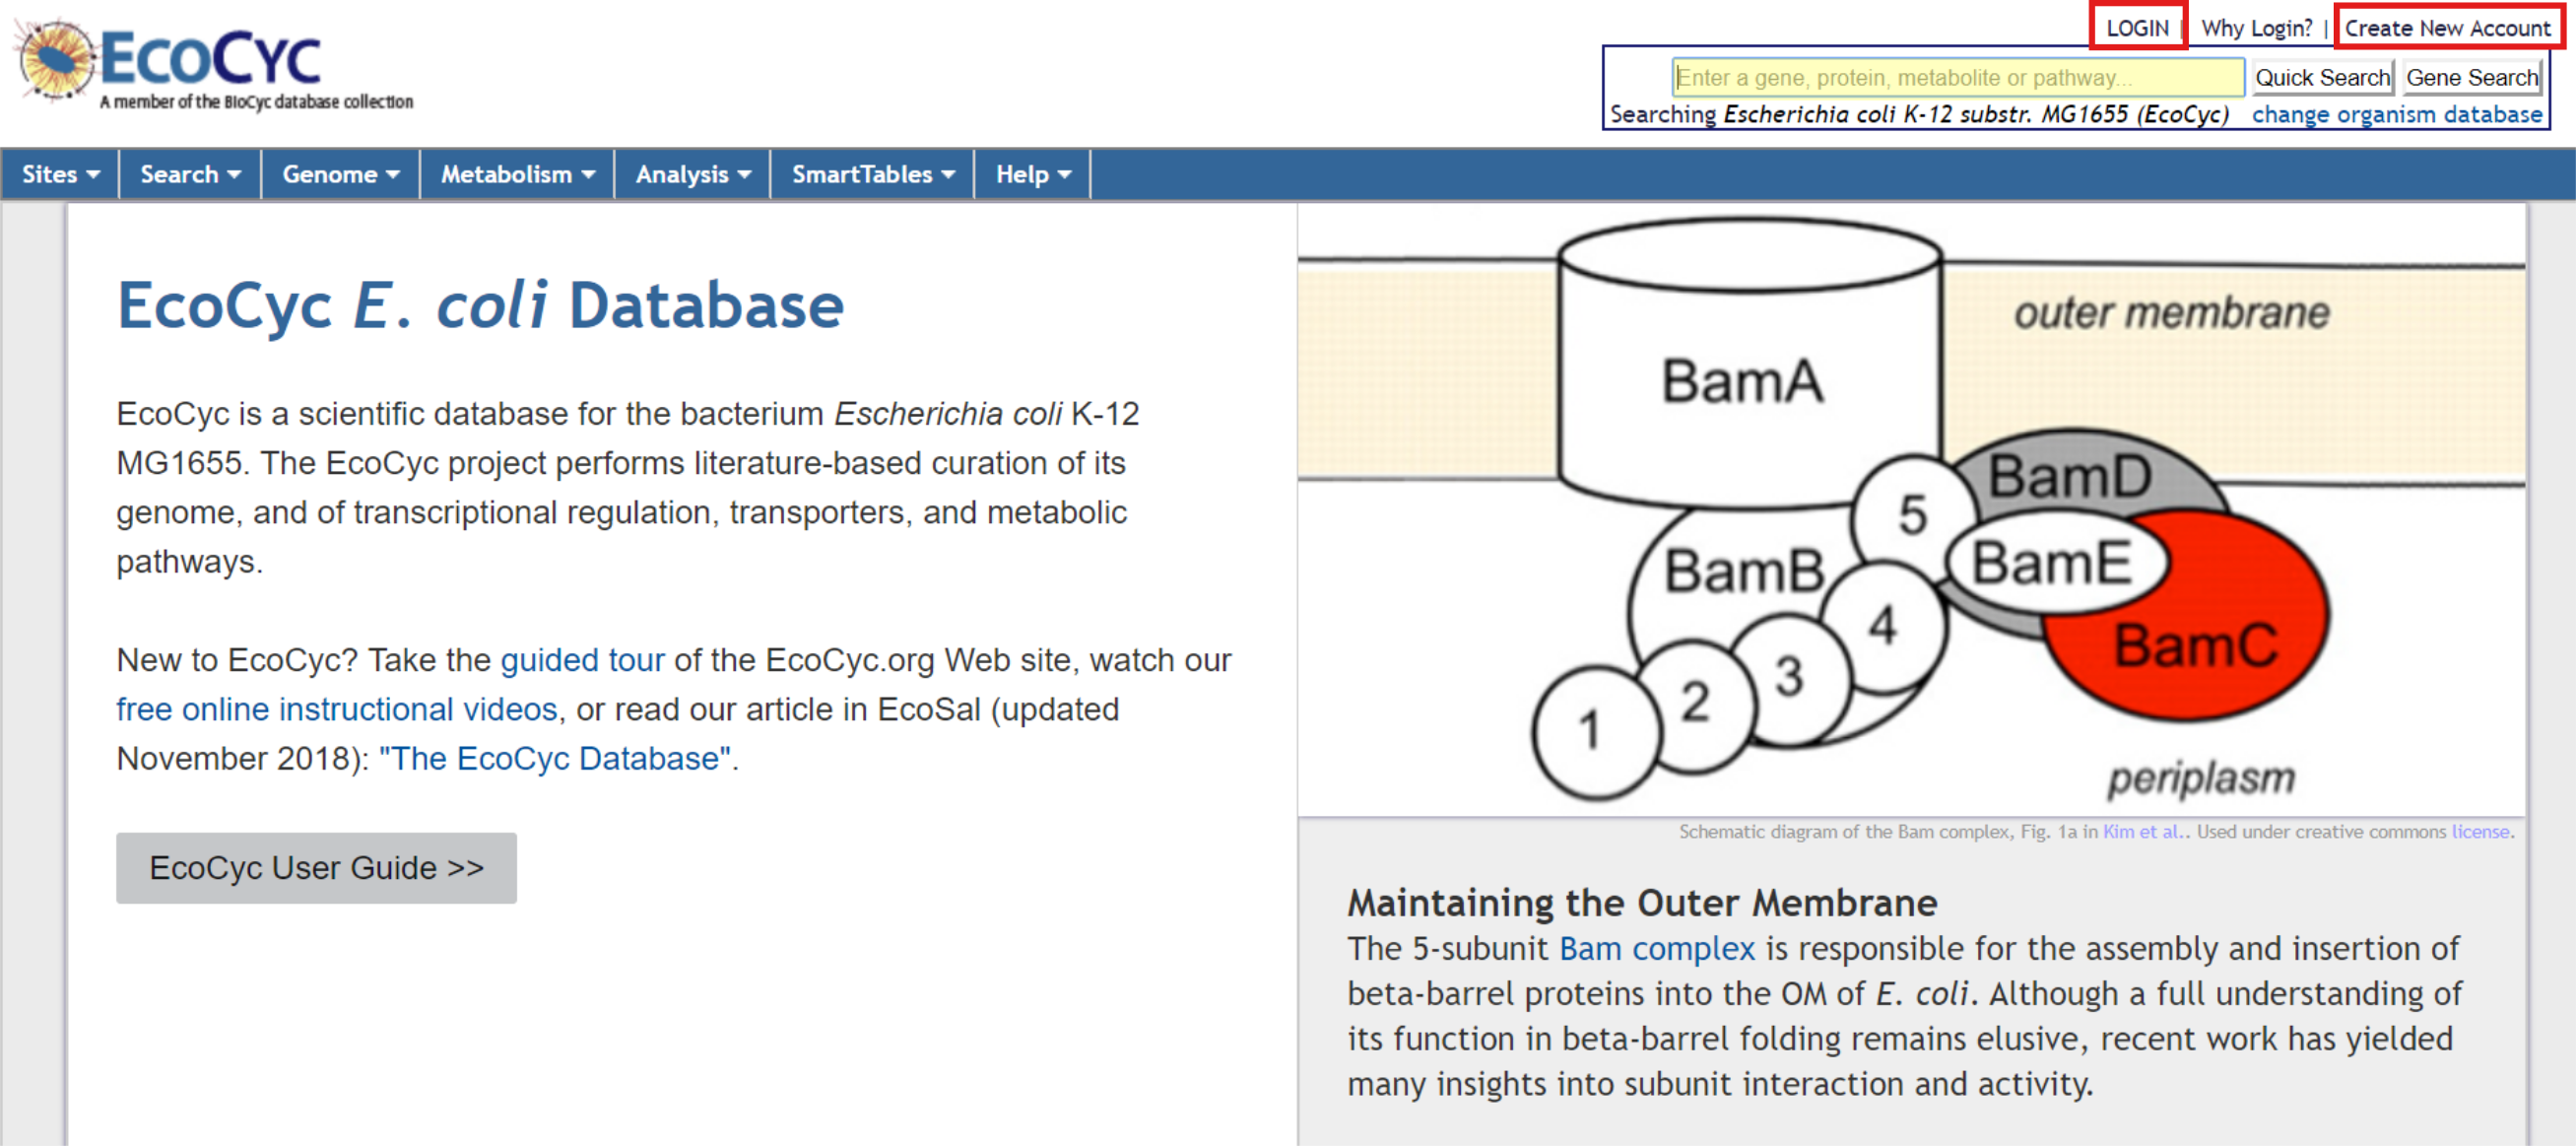 ECOCYC
A member of the BioCyc database collection
LOGIN | Why Login? | Create New Account
Enter a gene, protein, metabolite or pathway... Quick Search Gene Search
Searching Escherichia coli K-12 substr. MG1655 (EcoCyc) change organism database
Sites Search Genome Metabolism Analysis SmartTables Help
EcoCyc E. coli Database
EcoCyc is a scientific database for the bacterium Escherichia coli K-12
MG1655. The EcoCyc project performs literature-based curation of its
genome, and of transcriptional regulation, transporters, and metabolic
pathways.
New to EcoCyc? Take the guided tour of the EcoCyc.org Web site, watch our
free online instructional videos, or read our article in EcoSal (updated
November 2018): "The EcoCyc Database".
EcoCyc User Guide >>
outer membrane
BamA
BamD
5
BamE
BamB
4
BamC
3
2
1
periplasm
Schematic diagram of the Bam complex, Fig. 1a in Kim et al.. Used under creative commons license.
Maintaining the Outer Membrane
The 5-subunit Bam complex is responsible for the assembly and insertion of
beta-barrel proteins into the OM of E. coli. Although a full understanding of
its function in beta-barrel folding remains elusive, recent work has yielded
many insights into subunit interaction and activity.